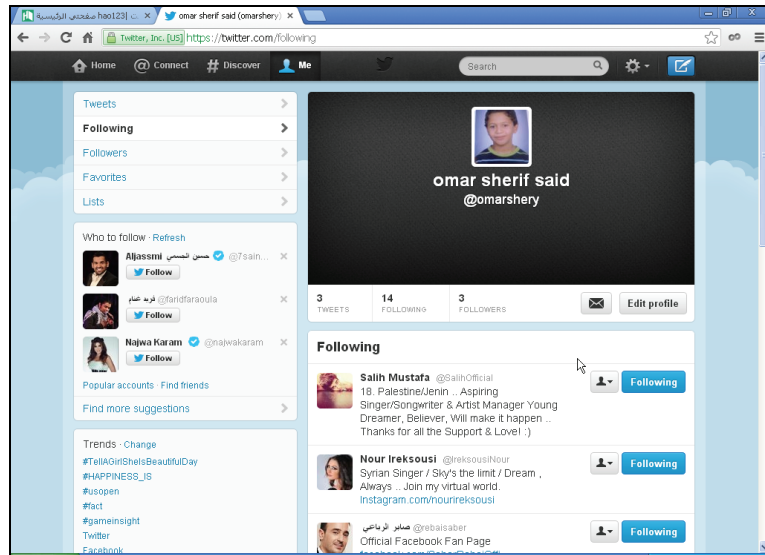 hao123| ت صفحتي الرئيسية
omar sherif said (omarshery)
Twitter, Inc. [US] https://twitter.com/following
Home
Connect
Discover
Me
Search
Tweets
Following
Followers
Favorites
Lists
Who to follow · Refresh
Aljassmi حسين الجسمي @7sain...
Follow
فريد غنام @faridfaraoula
Follow
Najwa Karam @najwakaram
Follow
Popular accounts · Find friends
Find more suggestions
Trends · Change
#TellAGirlSheIsBeautifulDay
#HAPPINESS_IS
#usopen
#fact
#gameinsight
Twitter
Facebook
omar sherif said
@omarshery
3 TWEETS
14 FOLLOWING
3 FOLLOWERS
Edit profile
Following
Salih Mustafa @SalihOfficial
Following
18. Palestine/Jenin .. Aspiring
Singer/Songwriter & Artist Manager Young
Dreamer, Believer, Will make it happen ..
Thanks for all the Support & Love! :)
Nour Ireksousi @IreksousiNour
Following
Syrian Singer / Sky's the limit / Dream ,
Always .. Join my virtual world.
Instagram.com/nourireksousi
صابر الرباعي @rebaisaber
Following
Official Facebook Fan Page